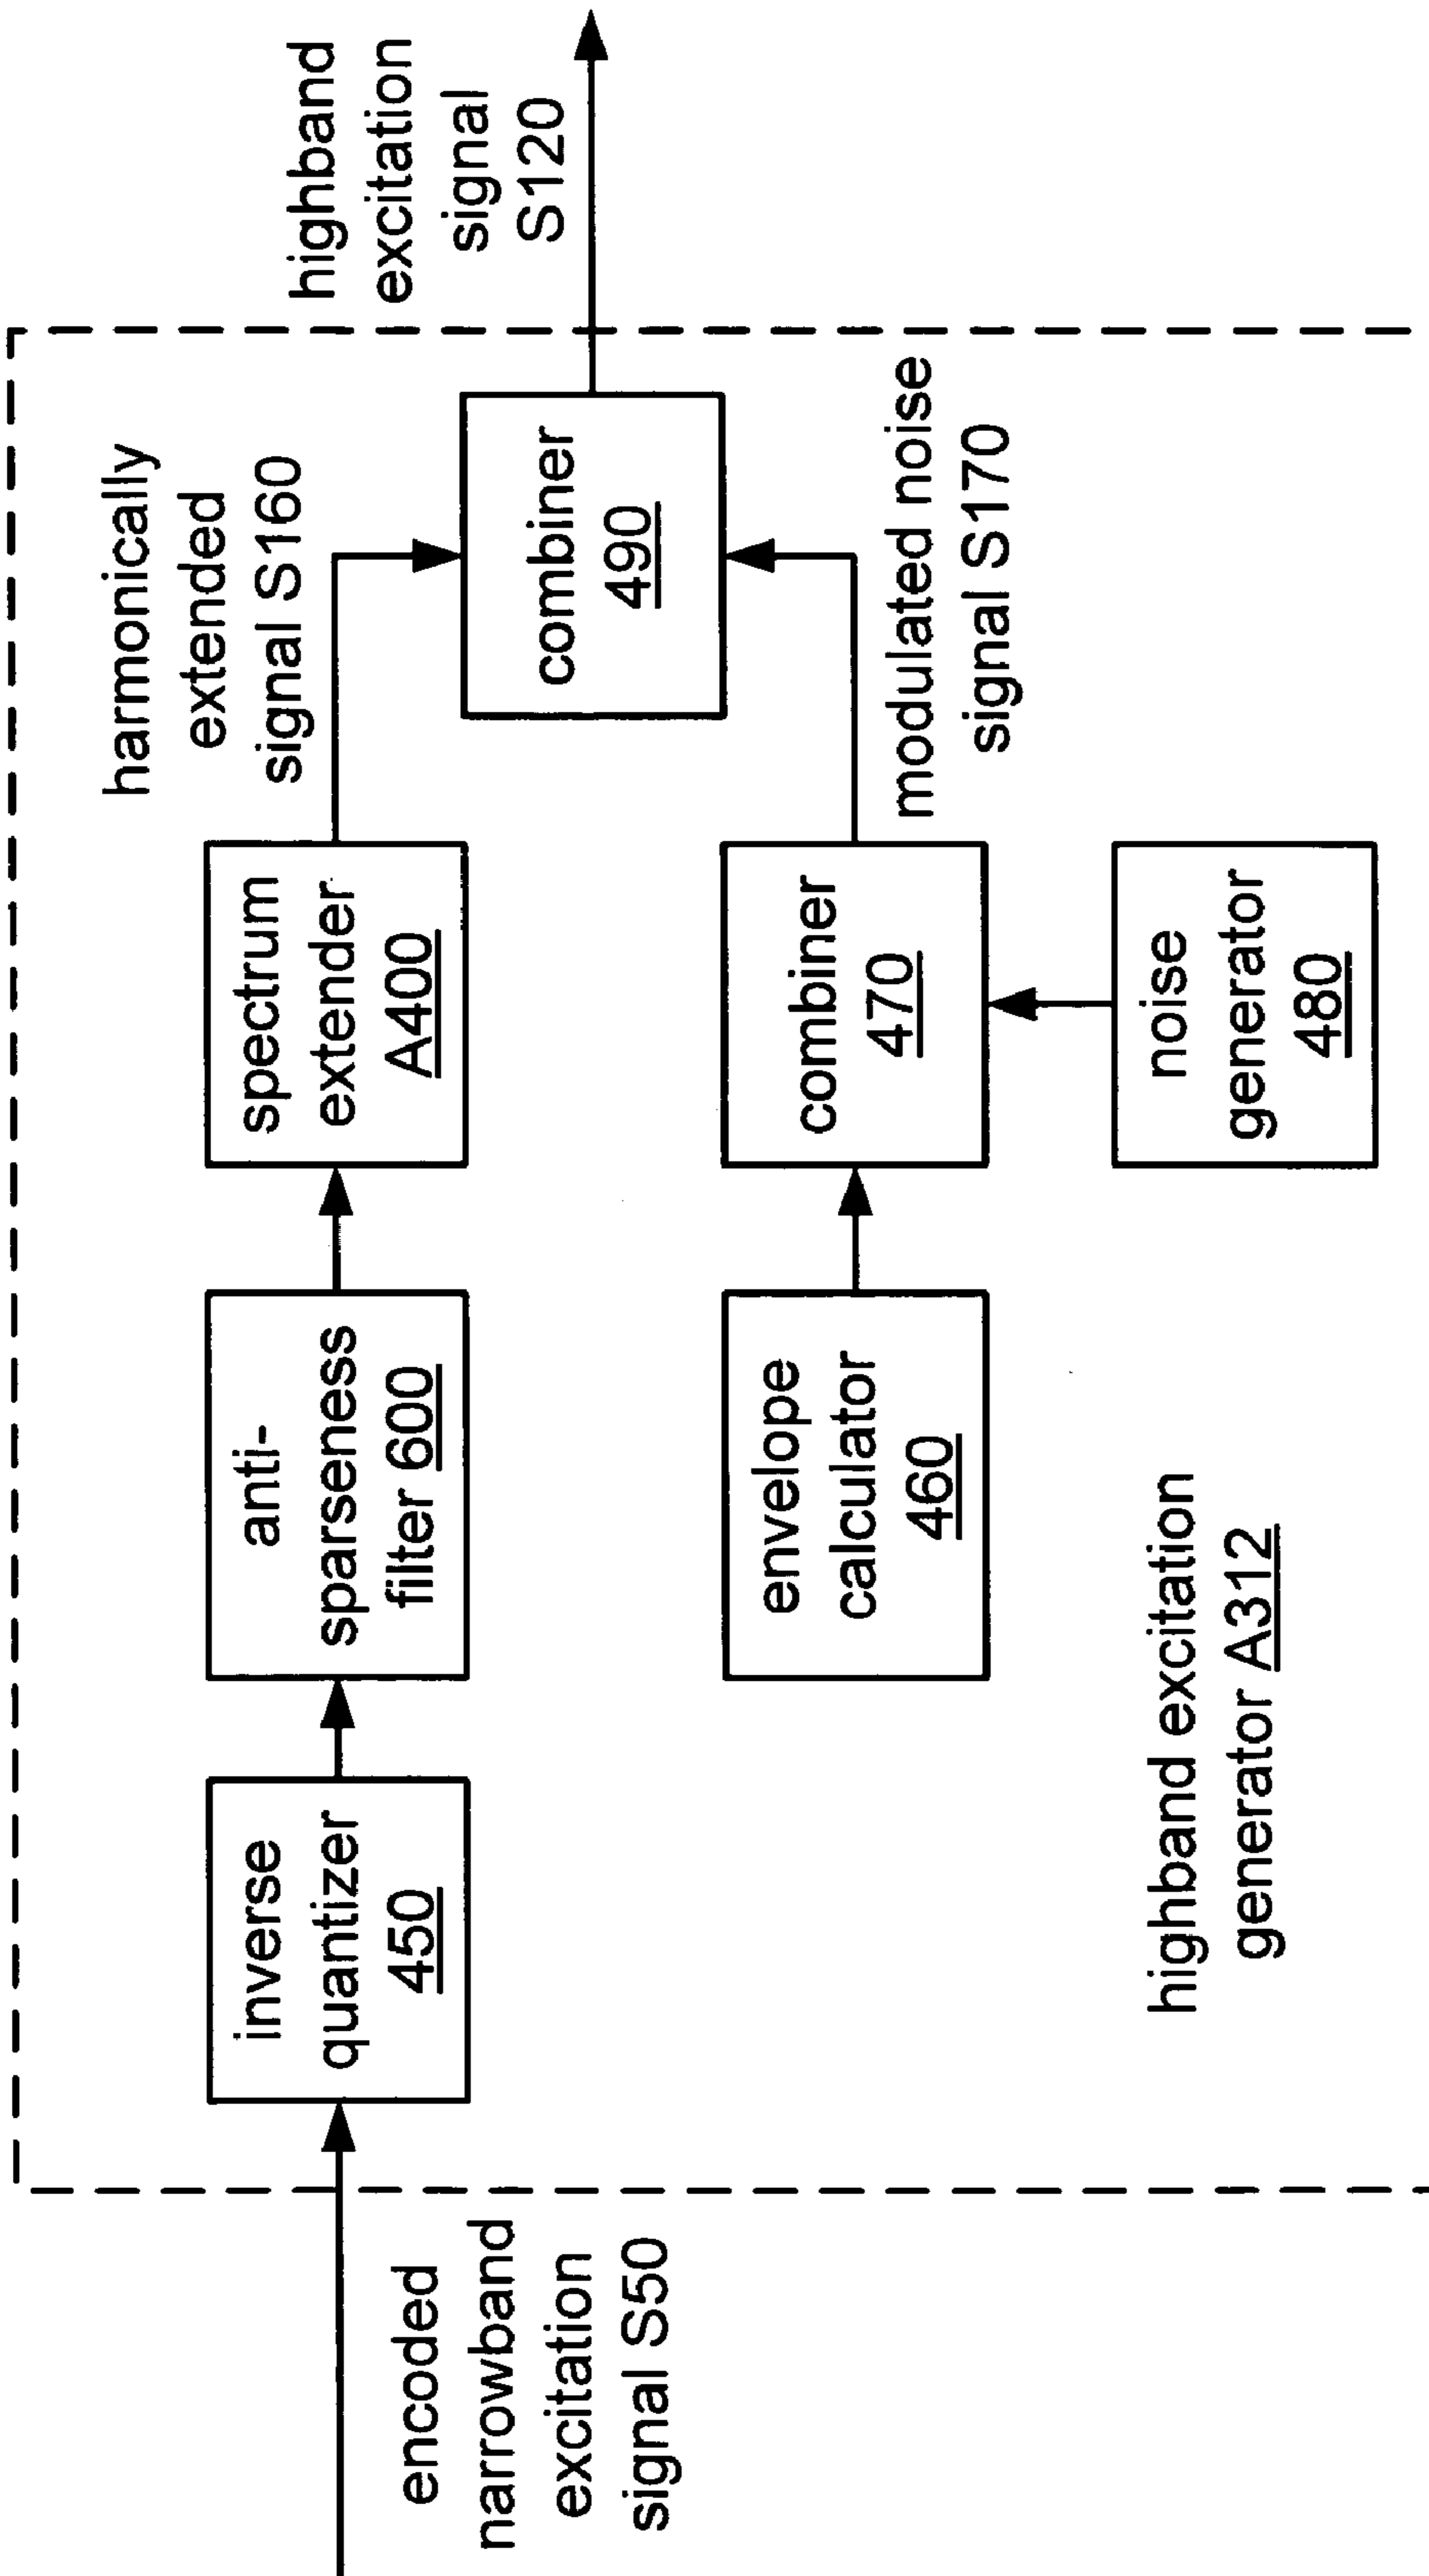 encoded
narrowband
excitation
signal S50
inverse
quantizer
450
anti-
sparseness
filter 600
spectrum
extender
A400
harmonically
extended
signal S160
combiner
490
highband
excitation
signal
S120
envelope
calculator
460
combiner
470
modulated noise
signal S170
noise
generator
480
highband excitation
generator A312